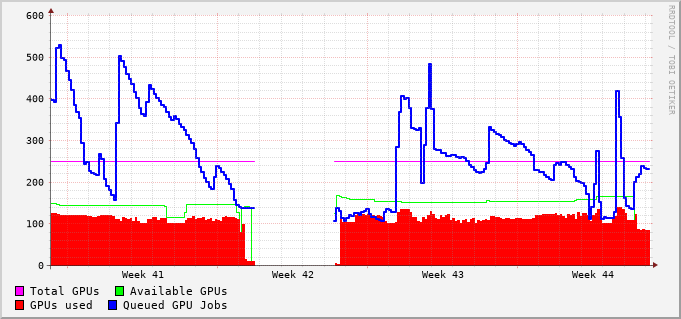 600
500
400
300
200
100
0
Week 41 Week 42 Week 43 Week 44
Total GPUs Available GPUs
GPUs used Queued GPU Jobs
RRDTOOL / TOBI OETIKER